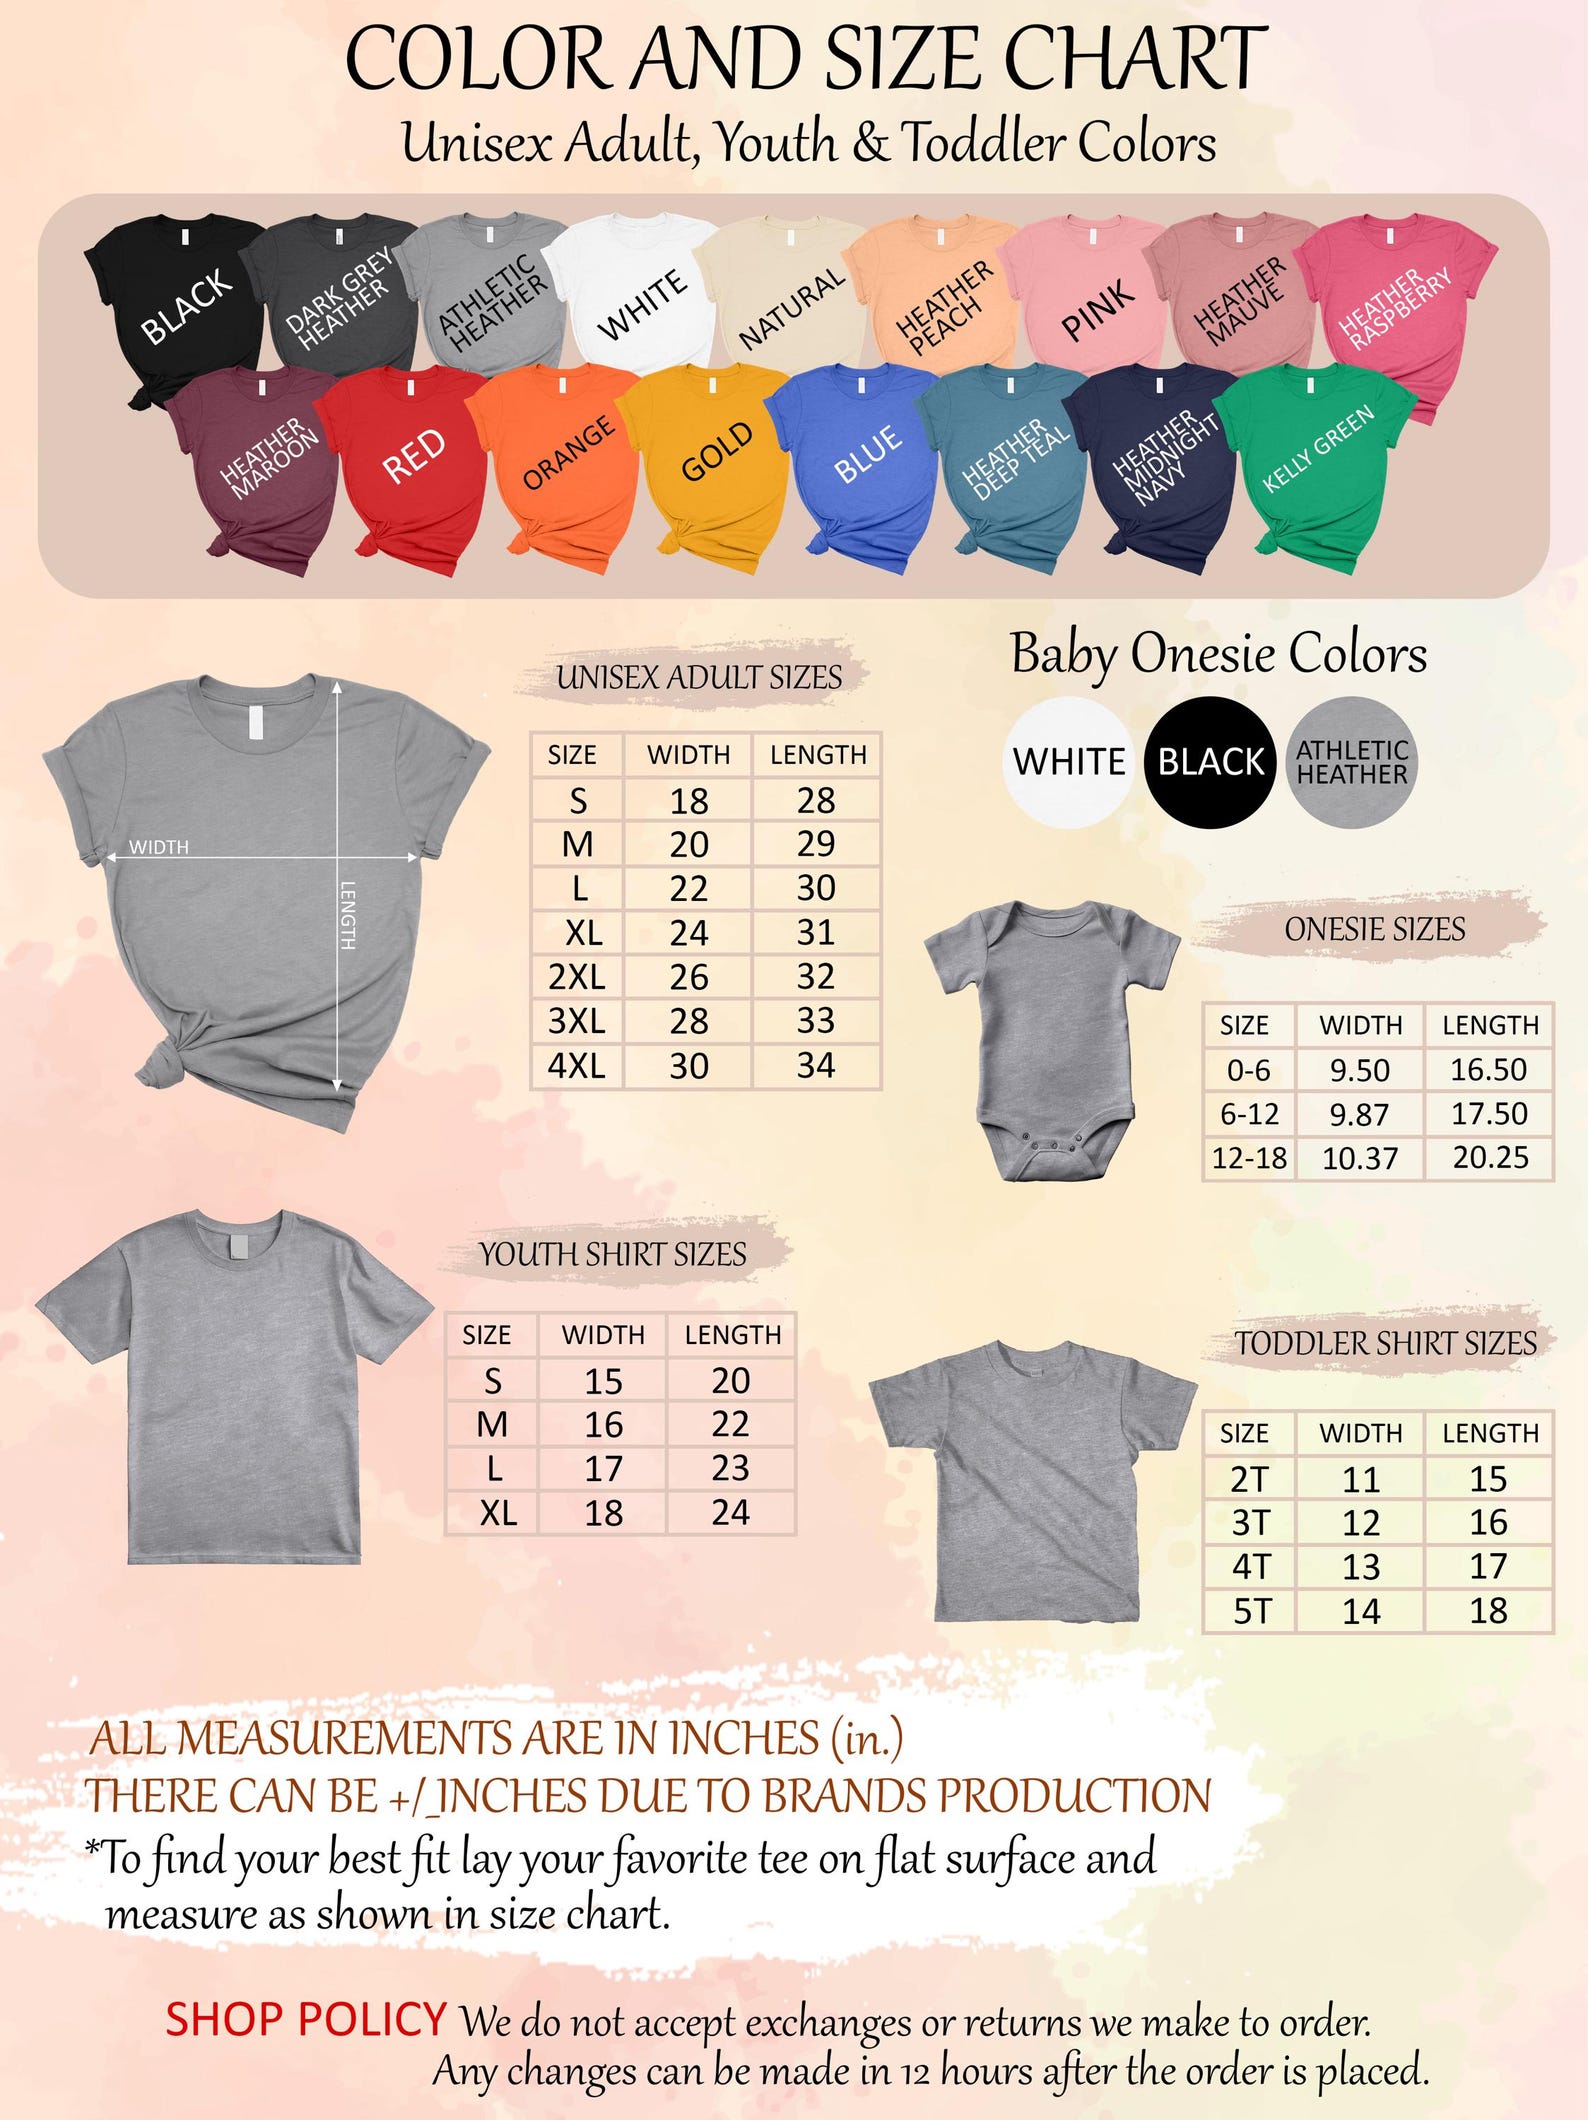 COLOR AND SIZE CHART
Unisex Adult, Youth & Toddler Colors
BLACK
DARK GREY
HEATHER
ATHLETIC
HEATHER
WHITE
NATURAL
HEATHER
PEACH
PINK
HEATHER
MAUVE
HEATHER
RASPBERRY
HEATHER
MAROON
RED
ORANGE
GOLD
BLUE
HEATHER
DEEP TEAL
HEATHER
MIDNIGHT
NAVY
KELLY GREEN
WIDTH
LENGTH
UNISEX ADULT SIZES
SIZE WIDTH LENGTH
S 18 28
M 20 29
L 22 30
XL 24 31
2XL 26 32
3XL 28 33
4XL 30 34
Baby Onesie Colors
WHITE
BLACK
ATHLETIC
HEATHER
ONESIE SIZES
SIZE WIDTH LENGTH
0-6 9.50 16.50
6-12 9.87 17.50
12-18 10.37 20.25
YOUTH SHIRT SIZES
SIZE WIDTH LENGTH
S 15 20
M 16 22
L 17 23
XL 18 24
TODDLER SHIRT SIZES
SIZE WIDTH LENGTH
2T 11 15
3T 12 16
4T 13 17
5T 14 18
ALL MEASUREMENTS ARE IN INCHES (in.)
THERE CAN BE +/_INCHES DUE TO BRANDS PRODUCTION
*To find your best fit lay your favorite tee on flat surface and
measure as shown in size chart.
SHOP POLICY We do not accept exchanges or returns we make to order.
Any changes can be made in 12 hours after the order is placed.